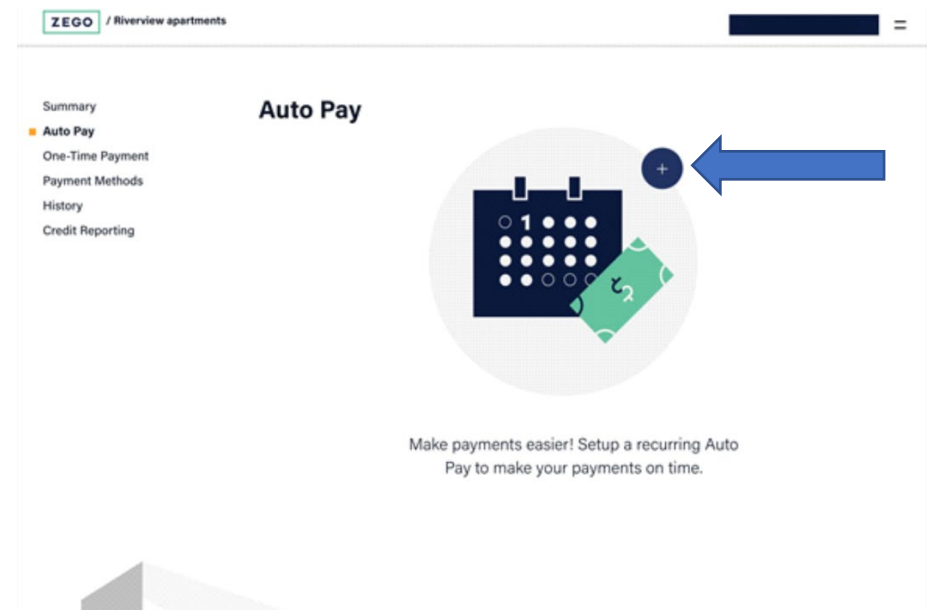 ZEGO / Riverview apartments
Summary
Auto Pay
One-Time Payment
Payment Methods
History
Credit Reporting
Auto Pay
+
1
Make payments easier! Setup a recurring Auto
Pay to make your payments on time.